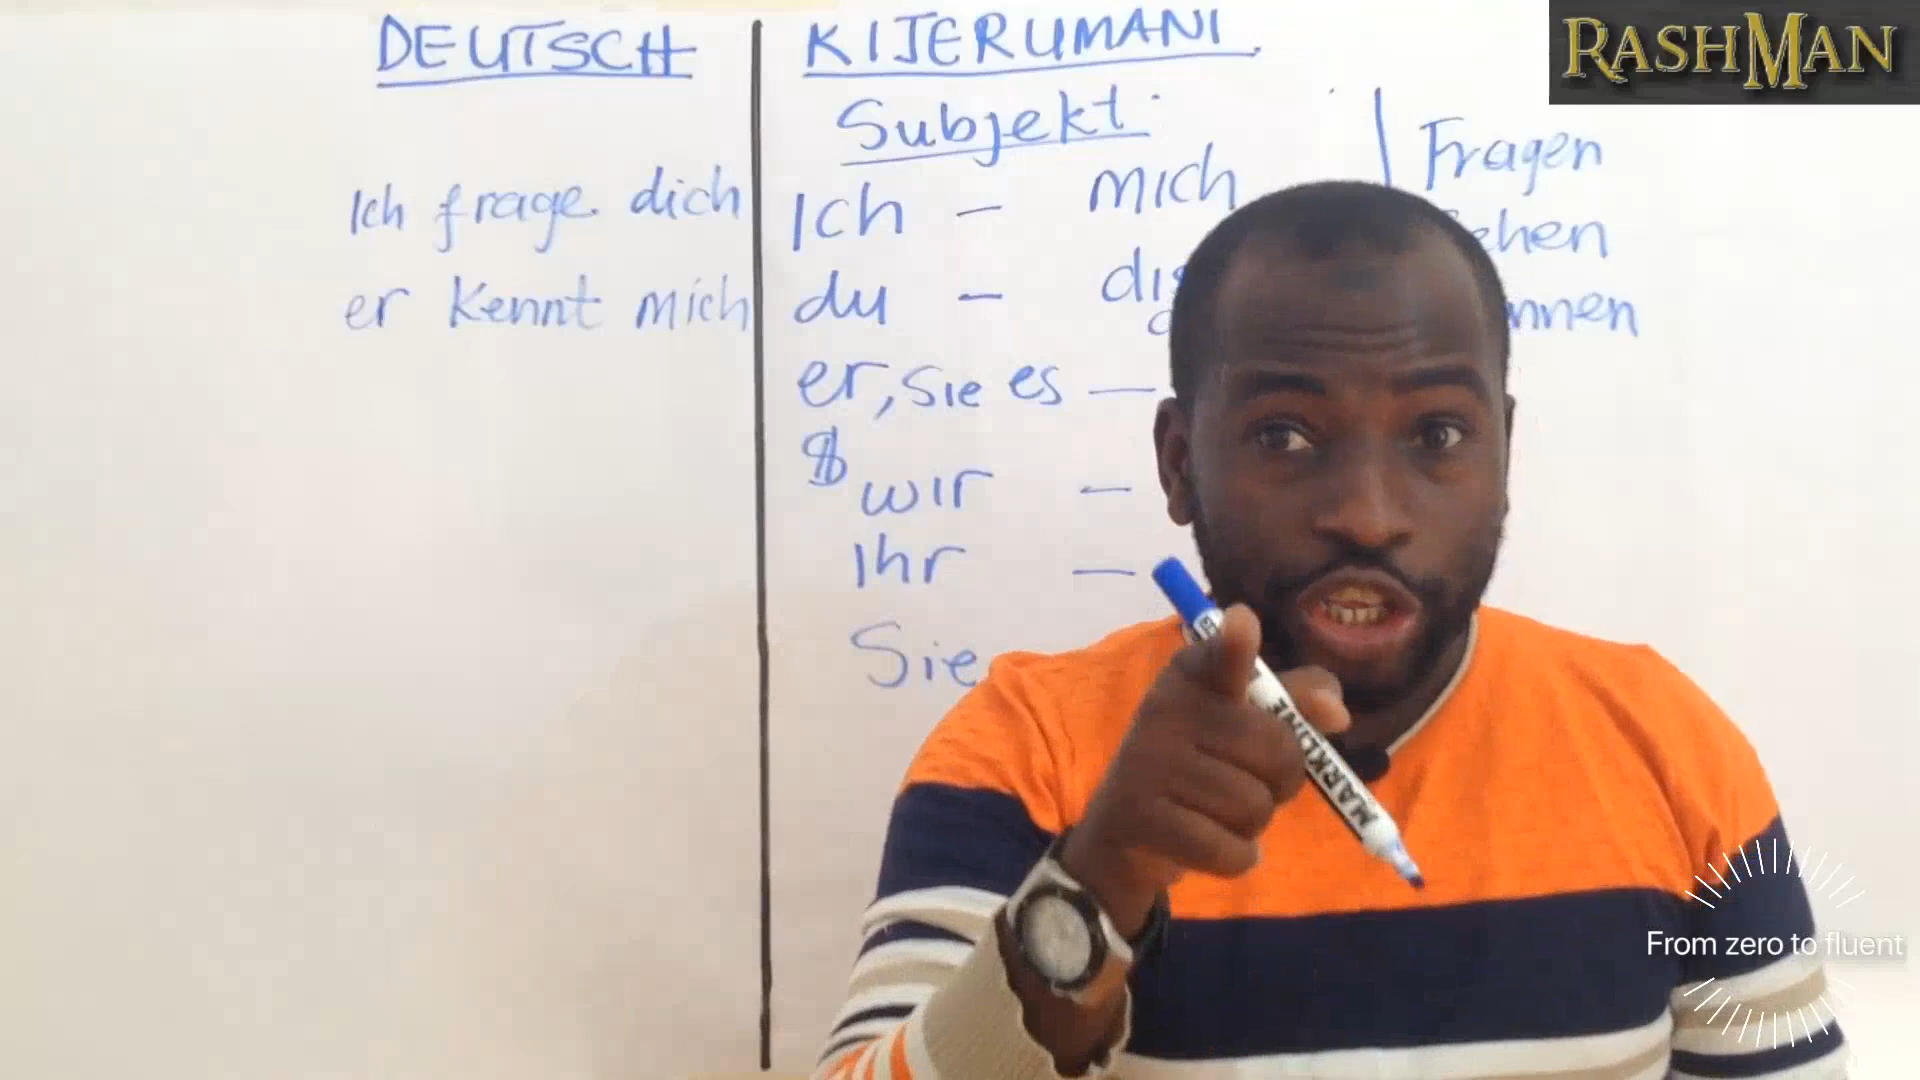 DEUTSCH
KIJERUMANI
RASHMAN
Subjekt
Ich frage dich
Ich – mich
Fragen
er kennt mich
du –
er, sie es –
wir –
Ihr –
Sie
MARKLINE
From zero to fluent